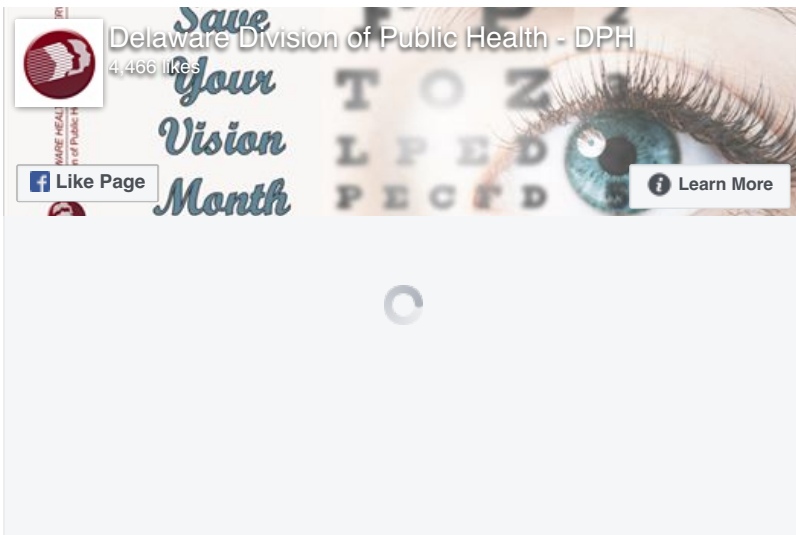 Save
Delaware Division of Public Health - DPH
4,466 likes
Your
Vision
Month
T O Z
L P E D
P E C F D
Like Page
Learn More